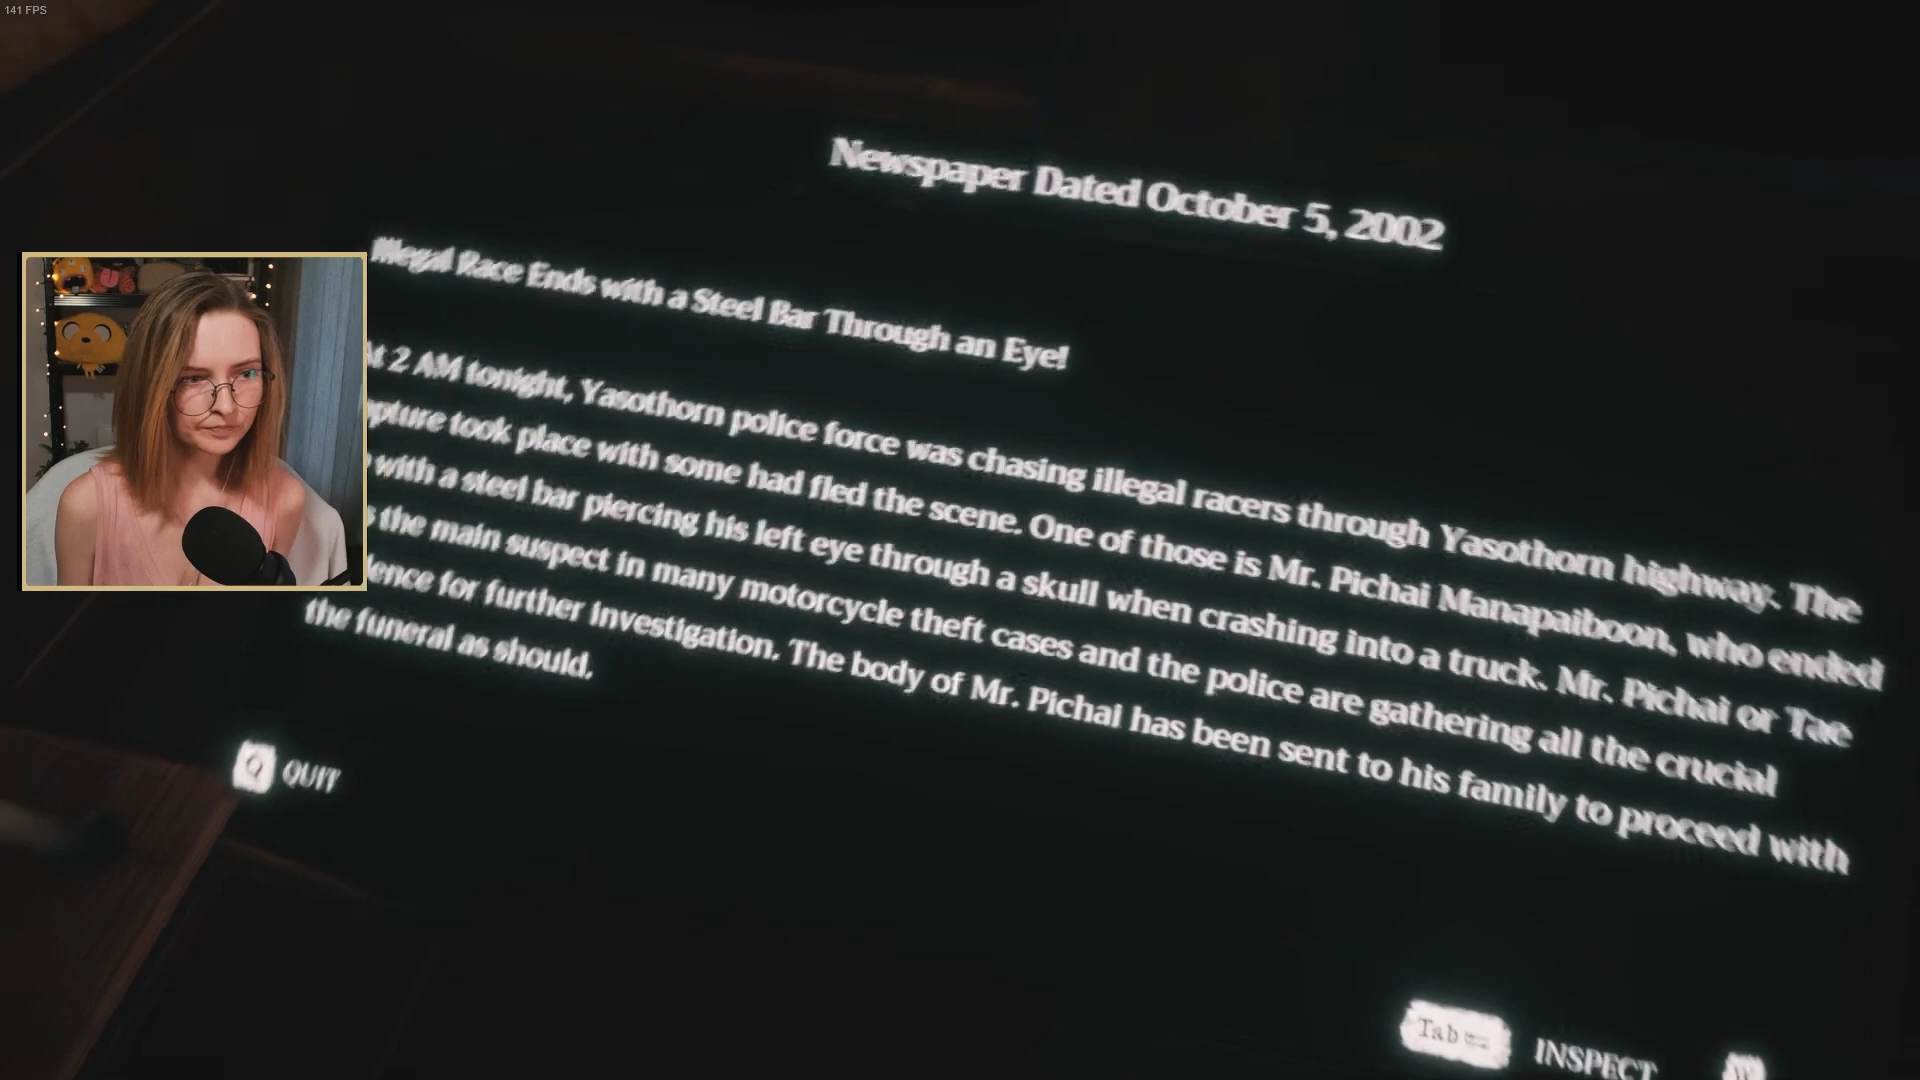 141 FPS
Newspaper Dated October 5, 2002
Illegal Race Ends with a Steel Bar Through an Eye!
At 2 AM tonight, Yasothorn police force was chasing illegal racers through Yasothorn highway. The
took place with some had fled the scene. One of those is Mr. Pichai Manapaiboon, who ended
with a steel bar piercing his left eye through a skull when crashing into a truck. Mr. Pichai or Tae
the main suspect in many motorcycle theft cases and the police are gathering all the crucial
for further investigation. The body of Mr. Pichai has been sent to his family to proceed with
the funeral as should.
Q QUIT
Tab INSPECT